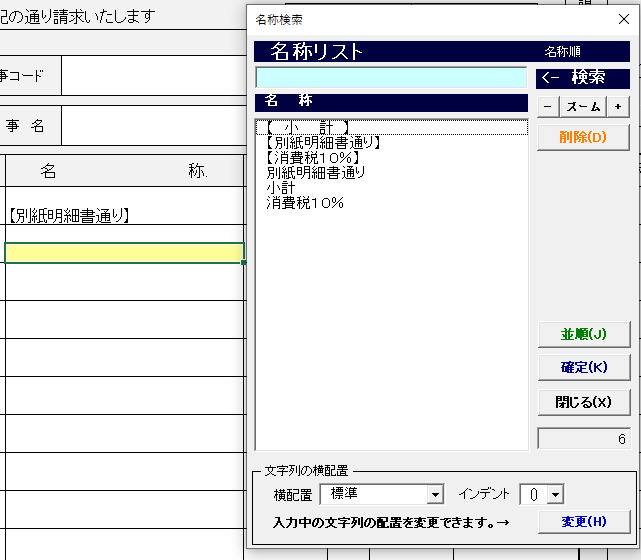 記の通り請求いたします
事コード
事 名
名 称.
【別紙明細書通り】
名称検索
名称リスト
名称順
<- 検索
名 称
- ズーム +
削除(D)
【 小 計 】
【別紙明細書通り】
【消費税10%】
別紙明細書通り
小計
消費税10%
並順(J)
確定(K)
閉じる(X)
6
文字列の横配置
横配置 標準 インデント 0
入力中の文字列の配置を変更できます。→ 変更(H)